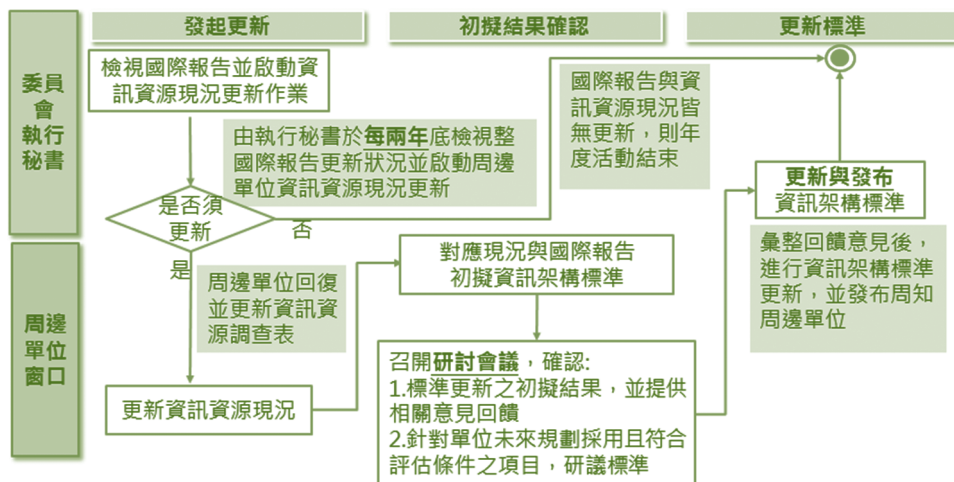 發起更新
初擬結果確認
更新標準
委員
會
執行
秘書
檢視國際報告並啟動資
訊資源現況更新作業
由執行秘書於每兩年底檢視整
國際報告更新狀況並啟動周邊
單位資訊資源現況更新
國際報告與資
訊資源現況皆
無更新，則年
度活動結束
是否須
更新
否
是
更新與發布
資訊架構標準
彙整回饋意見後，
進行資訊架構標準
更新，並發布周知
周邊單位
對應現況與國際報告
初擬資訊架構標準
周邊單位回復
並更新資訊資
源調查表
周邊
單位
窗口
更新資訊資源現況
召開研討會議，確認:
1.標準更新之初擬結果，並提供
相關意見回饋
2.針對單位未來規劃採用且符合
評估條件之項目，研議標準